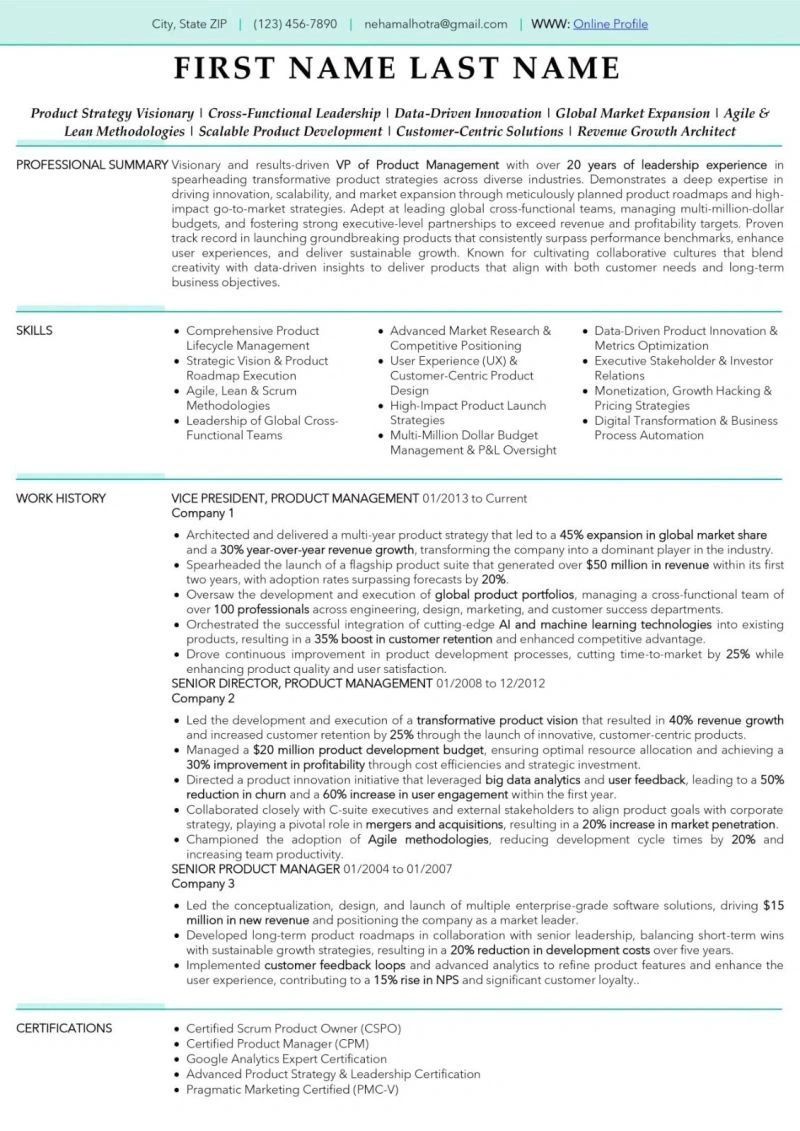 City, State ZIP | (123) 456-7890 | nehamalhotra@gmail.com | WWW: Online Profile
FIRST NAME LAST NAME
Product Strategy Visionary | Cross-Functional Leadership | Data-Driven Innovation | Global Market Expansion | Agile &
Lean Methodologies | Scalable Product Development | Customer-Centric Solutions | Revenue Growth Architect
PROFESSIONAL SUMMARY
Visionary and results-driven VP of Product Management with over 20 years of leadership experience in
spearheading transformative product strategies across diverse industries. Demonstrates a deep expertise in
driving innovation, scalability, and market expansion through meticulously planned product roadmaps and high-
impact go-to-market strategies. Adept at leading global cross-functional teams, managing multi-million-dollar
budgets, and fostering strong executive-level partnerships to exceed revenue and profitability targets. Proven
track record in launching groundbreaking products that consistently surpass performance benchmarks, enhance
user experiences, and deliver sustainable growth. Known for cultivating collaborative cultures that blend
creativity with data-driven insights to deliver products that align with both customer needs and long-term
business objectives.
SKILLS
• Comprehensive Product
Lifecycle Management
• Strategic Vision & Product
Roadmap Execution
• Agile, Lean & Scrum
Methodologies
• Leadership of Global Cross-
Functional Teams
• Advanced Market Research &
Competitive Positioning
• User Experience (UX) &
Customer-Centric Product
Design
• High-Impact Product Launch
Strategies
• Multi-Million Dollar Budget
Management & P&L Oversight
• Data-Driven Product Innovation &
Metrics Optimization
• Executive Stakeholder & Investor
Relations
• Monetization, Growth Hacking &
Pricing Strategies
• Digital Transformation & Business
Process Automation
WORK HISTORY
VICE PRESIDENT, PRODUCT MANAGEMENT 01/2013 to Current
Company 1
• Architected and delivered a multi-year product strategy that led to a 45% expansion in global market share
and a 30% year-over-year revenue growth, transforming the company into a dominant player in the industry.
• Spearheaded the launch of a flagship product suite that generated over $50 million in revenue within its first
two years, with adoption rates surpassing forecasts by 20%.
• Oversaw the development and execution of global product portfolios, managing a cross-functional team of
over 100 professionals across engineering, design, marketing, and customer success departments.
• Orchestrated the successful integration of cutting-edge AI and machine learning technologies into existing
products, resulting in a 35% boost in customer retention and enhanced competitive advantage.
• Drove continuous improvement in product development processes, cutting time-to-market by 25% while
enhancing product quality and user satisfaction.
SENIOR DIRECTOR, PRODUCT MANAGEMENT 01/2008 to 12/2012
Company 2
• Led the development and execution of a transformative product vision that resulted in 40% revenue growth
and increased customer retention by 25% through the launch of innovative, customer-centric products.
• Managed a $20 million product development budget, ensuring optimal resource allocation and achieving a
30% improvement in profitability through cost efficiencies and strategic investment.
• Directed a product innovation initiative that leveraged big data analytics and user feedback, leading to a 50%
reduction in churn and a 60% increase in user engagement within the first year.
• Collaborated closely with C-suite executives and external stakeholders to align product goals with corporate
strategy, playing a pivotal role in mergers and acquisitions, resulting in a 20% increase in market penetration.
• Championed the adoption of Agile methodologies, reducing development cycle times by 20% and
increasing team productivity.
SENIOR PRODUCT MANAGER 01/2004 to 01/2007
Company 3
• Led the conceptualization, design, and launch of multiple enterprise-grade software solutions, driving $15
million in new revenue and positioning the company as a market leader.
• Developed long-term product roadmaps in collaboration with senior leadership, balancing short-term wins
with sustainable growth strategies, resulting in a 20% reduction in development costs over five years.
• Implemented customer feedback loops and advanced analytics to refine product features and enhance the
user experience, contributing to a 15% rise in NPS and significant customer loyalty..
CERTIFICATIONS
• Certified Scrum Product Owner (CSPO)
• Certified Product Manager (CPM)
• Google Analytics Expert Certification
• Advanced Product Strategy & Leadership Certification
• Pragmatic Marketing Certified (PMC-V)